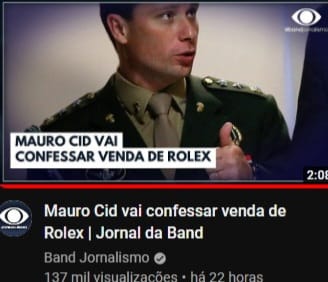 bandjornalismo
MAURO CID VAI
CONFESSAR VENDA DE ROLEX
2:08
Mauro Cid vai confessar venda de
Rolex | Jornal da Band
Band Jornalismo
137 mil visualizações • há 22 horas